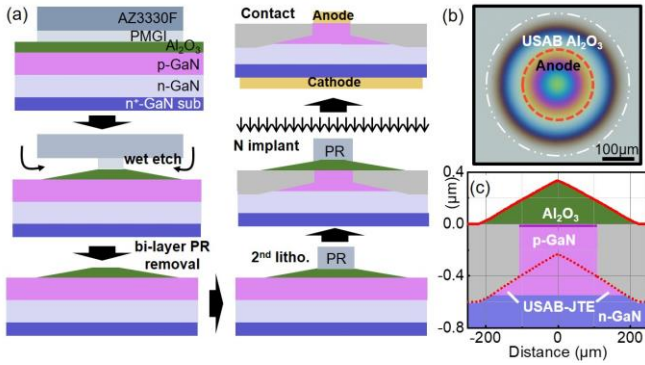 (a)
AZ3330F
PMGI
Al₂O₃
p-GaN
n-GaN
n⁺-GaN sub
wet etch
bi-layer PR
removal
2nd litho.
PR
N implant
PR
Contact
Anode
Cathode
(b)
USAB Al₂O₃
Anode
100μm
(c)
(μm)
0.4
0.0
-0.4
-0.8
Al₂O₃
p-GaN
USAB-JTE
n-GaN
-200
0
200
Distance (μm)